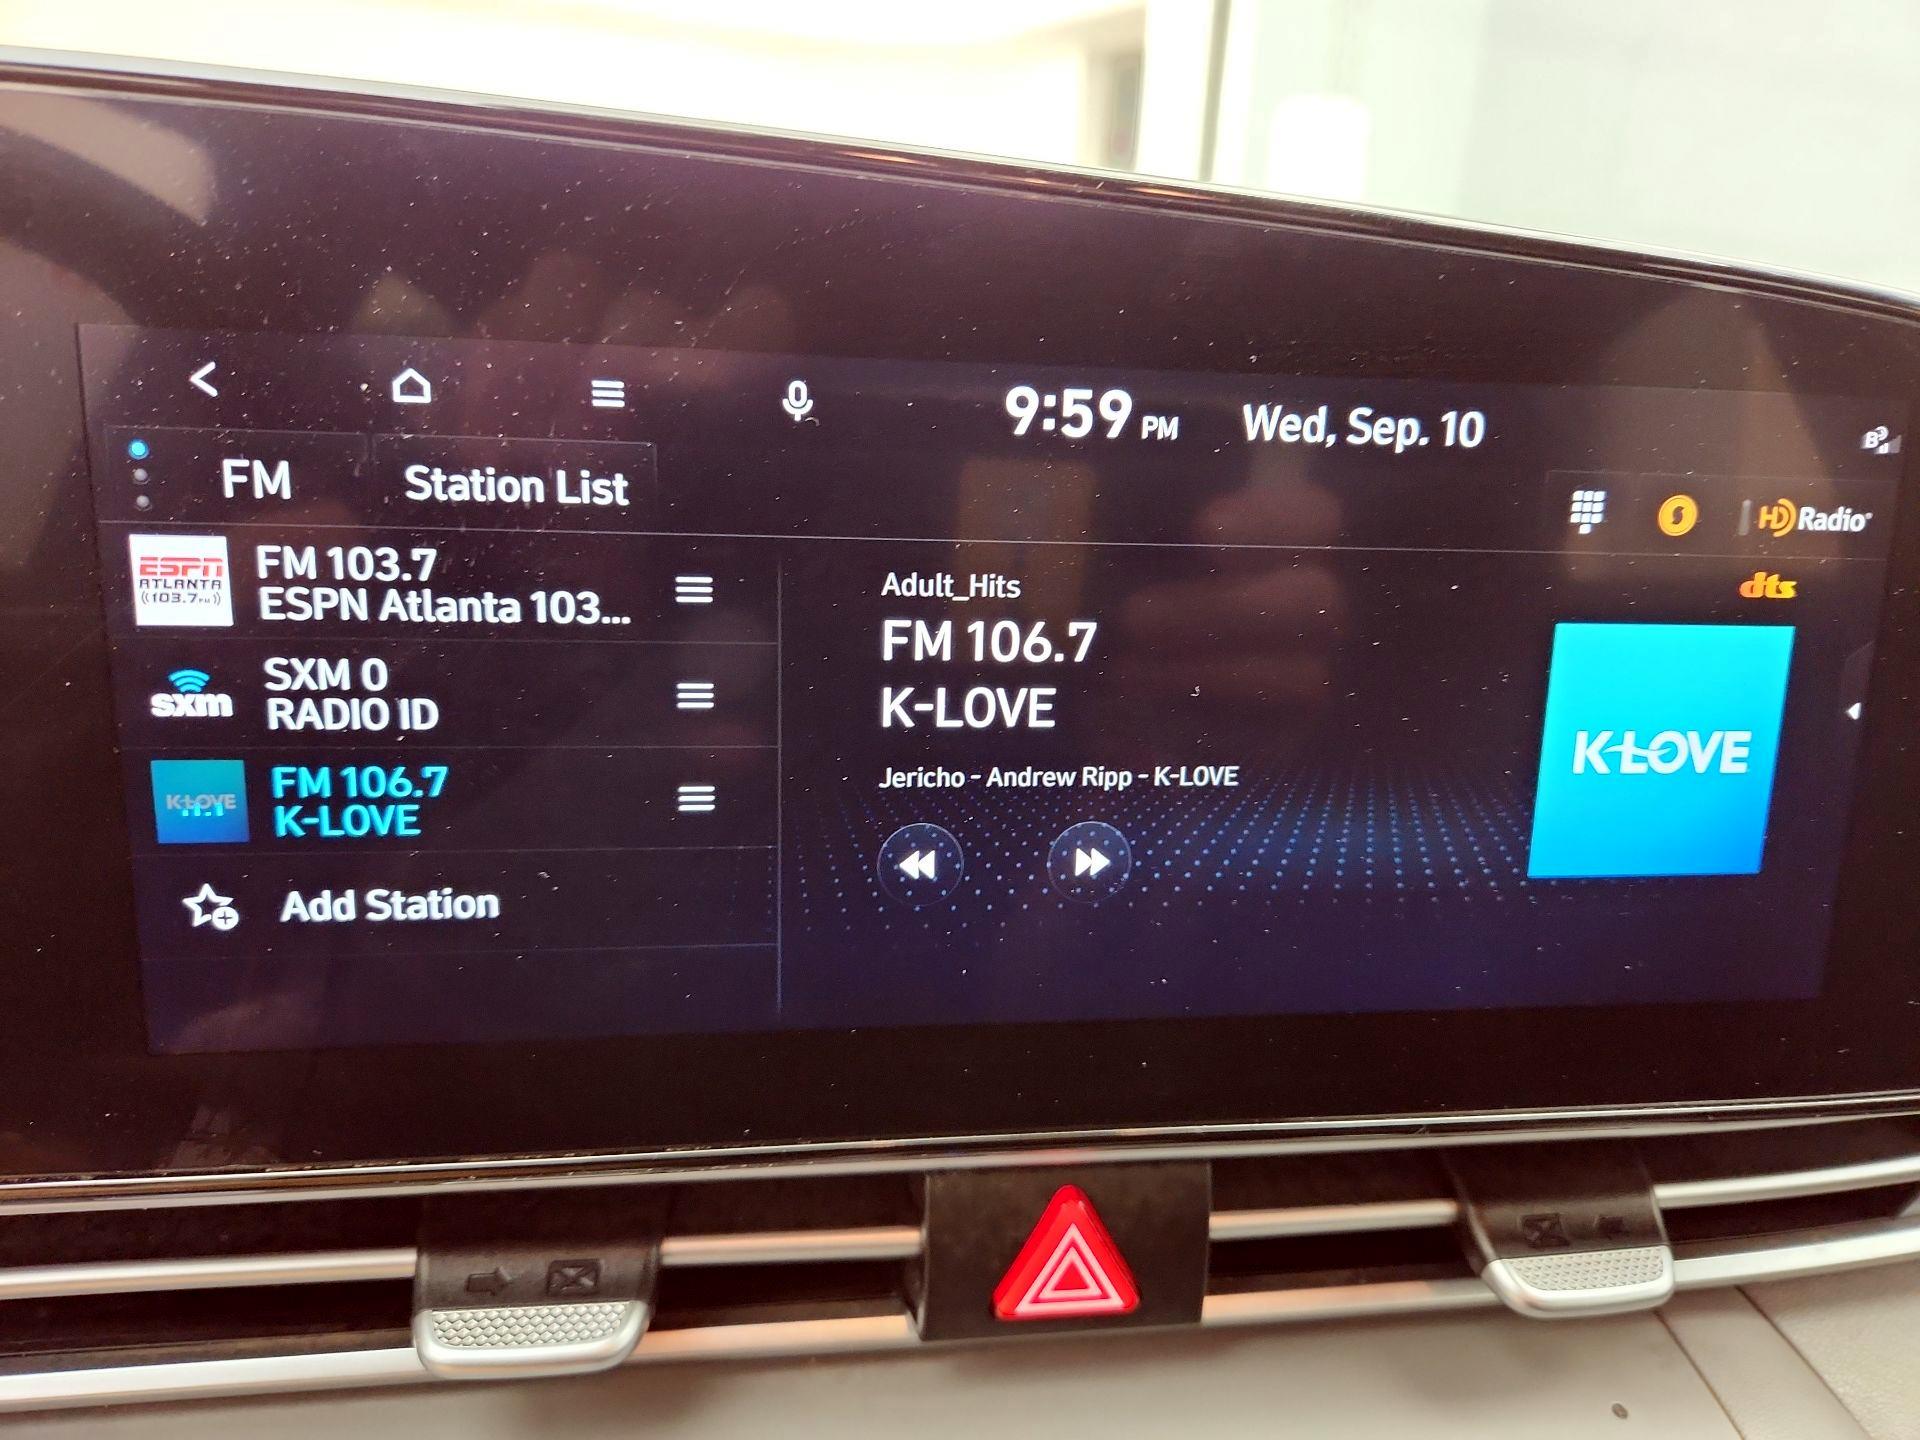 9:59 PM Wed, Sep. 10
FM Station List
HD Radio
ESPN
ATLANTA
((103.7FM))
FM 103.7
ESPN Atlanta 103...
sxm
SXM 0
RADIO ID
K-LOVE
FM 106.7
K-LOVE
Add Station
Adult_Hits
FM 106.7
K-LOVE
Jericho - Andrew Ripp - K-LOVE
dts
K-LOVE